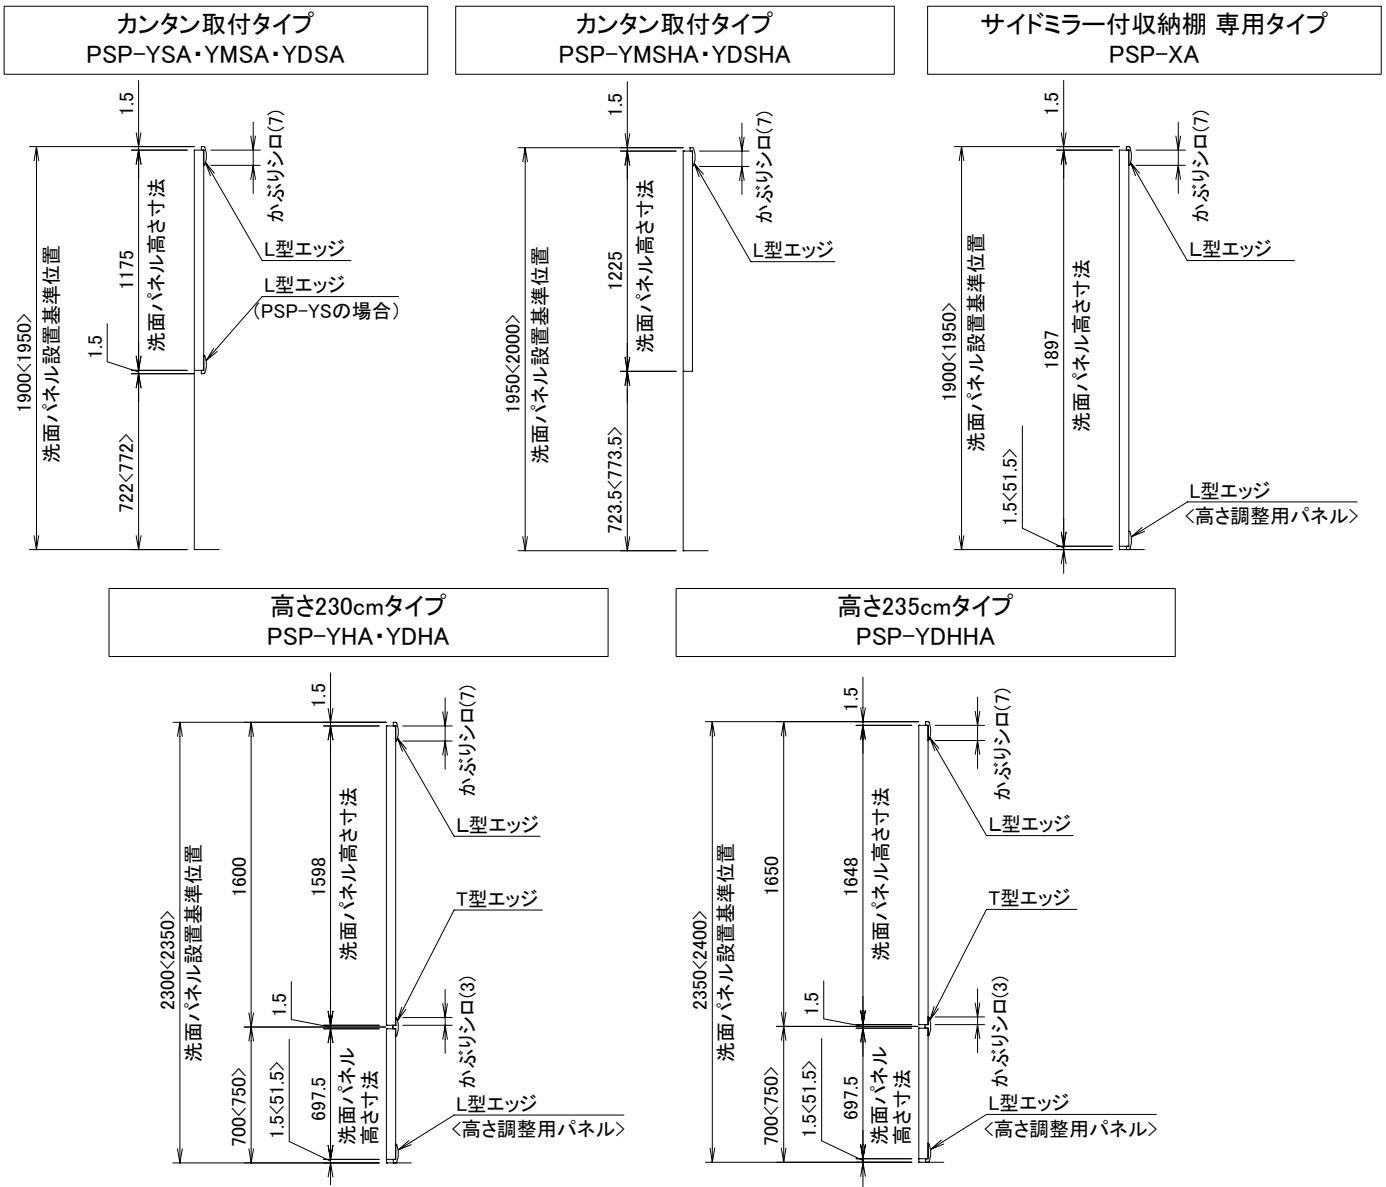 カンタン取付タイプ
PSP-YSA･YMSA･YDSA
1.5
かぶりシロ(7)
1900<1950>
洗面パネル設置基準位置
1175
洗面パネル高さ寸法
L型エッジ
L型エッジ
(PSP-YSの場合)
1.5
722<772>
カンタン取付タイプ
PSP-YMSHA･YDSHA
1.5
かぶりシロ(7)
1950<2000>
洗面パネル設置基準位置
1225
洗面パネル高さ寸法
L型エッジ
723.5<773.5>
サイドミラー付収納棚 専用タイプ
PSP-XA
1.5
かぶりシロ(7)
1900<1950>
洗面パネル設置基準位置
1897
洗面パネル高さ寸法
L型エッジ
1.5<51.5>
L型エッジ
<高さ調整用パネル>
高さ230cmタイプ
PSP-YHA･YDHA
1.5
かぶりシロ(7)
2300<2350>
洗面パネル設置基準位置
1600
1598
洗面パネル高さ寸法
L型エッジ
T型エッジ
1.5
かぶりシロ(3)
700<750>
1.5<51.5>
697.5
洗面パネル
高さ寸法
L型エッジ
<高さ調整用パネル>
高さ235cmタイプ
PSP-YDHHA
1.5
かぶりシロ(7)
2350<2400>
洗面パネル設置基準位置
1650
1648
洗面パネル高さ寸法
L型エッジ
T型エッジ
1.5
かぶりシロ(3)
700<750>
1.5<51.5>
697.5
洗面パネル
高さ寸法
L型エッジ
<高さ調整用パネル>